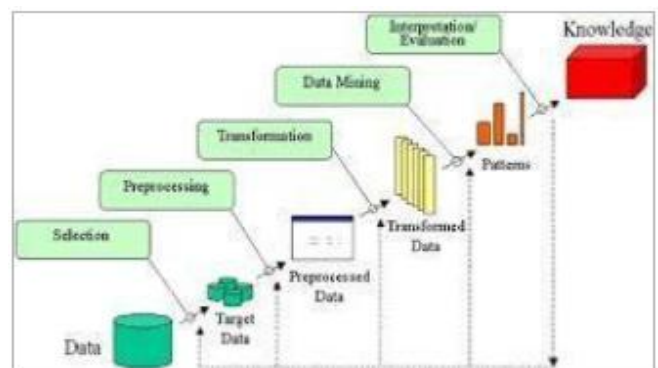 Interpretation/
Evaluation
Knowledge
Data Mining
Transformation
Patterns
Preprocessing
Transformed
Data
Selection
Preprocessed
Data
Target
Data
Data